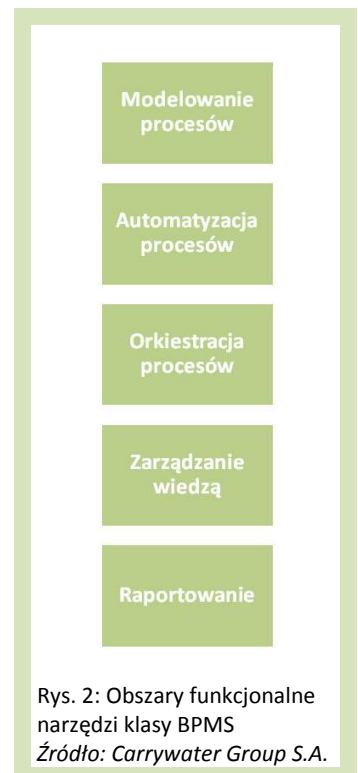 Modelowanie
procesów
Automatyzacja
procesów
Orkiestracja
procesów
Zarządzanie
wiedzą
Raportowanie
Rys. 2: Obszary funkcjonalne
narzędzi klasy BPMS
Źródło: Carrywater Group S.A.